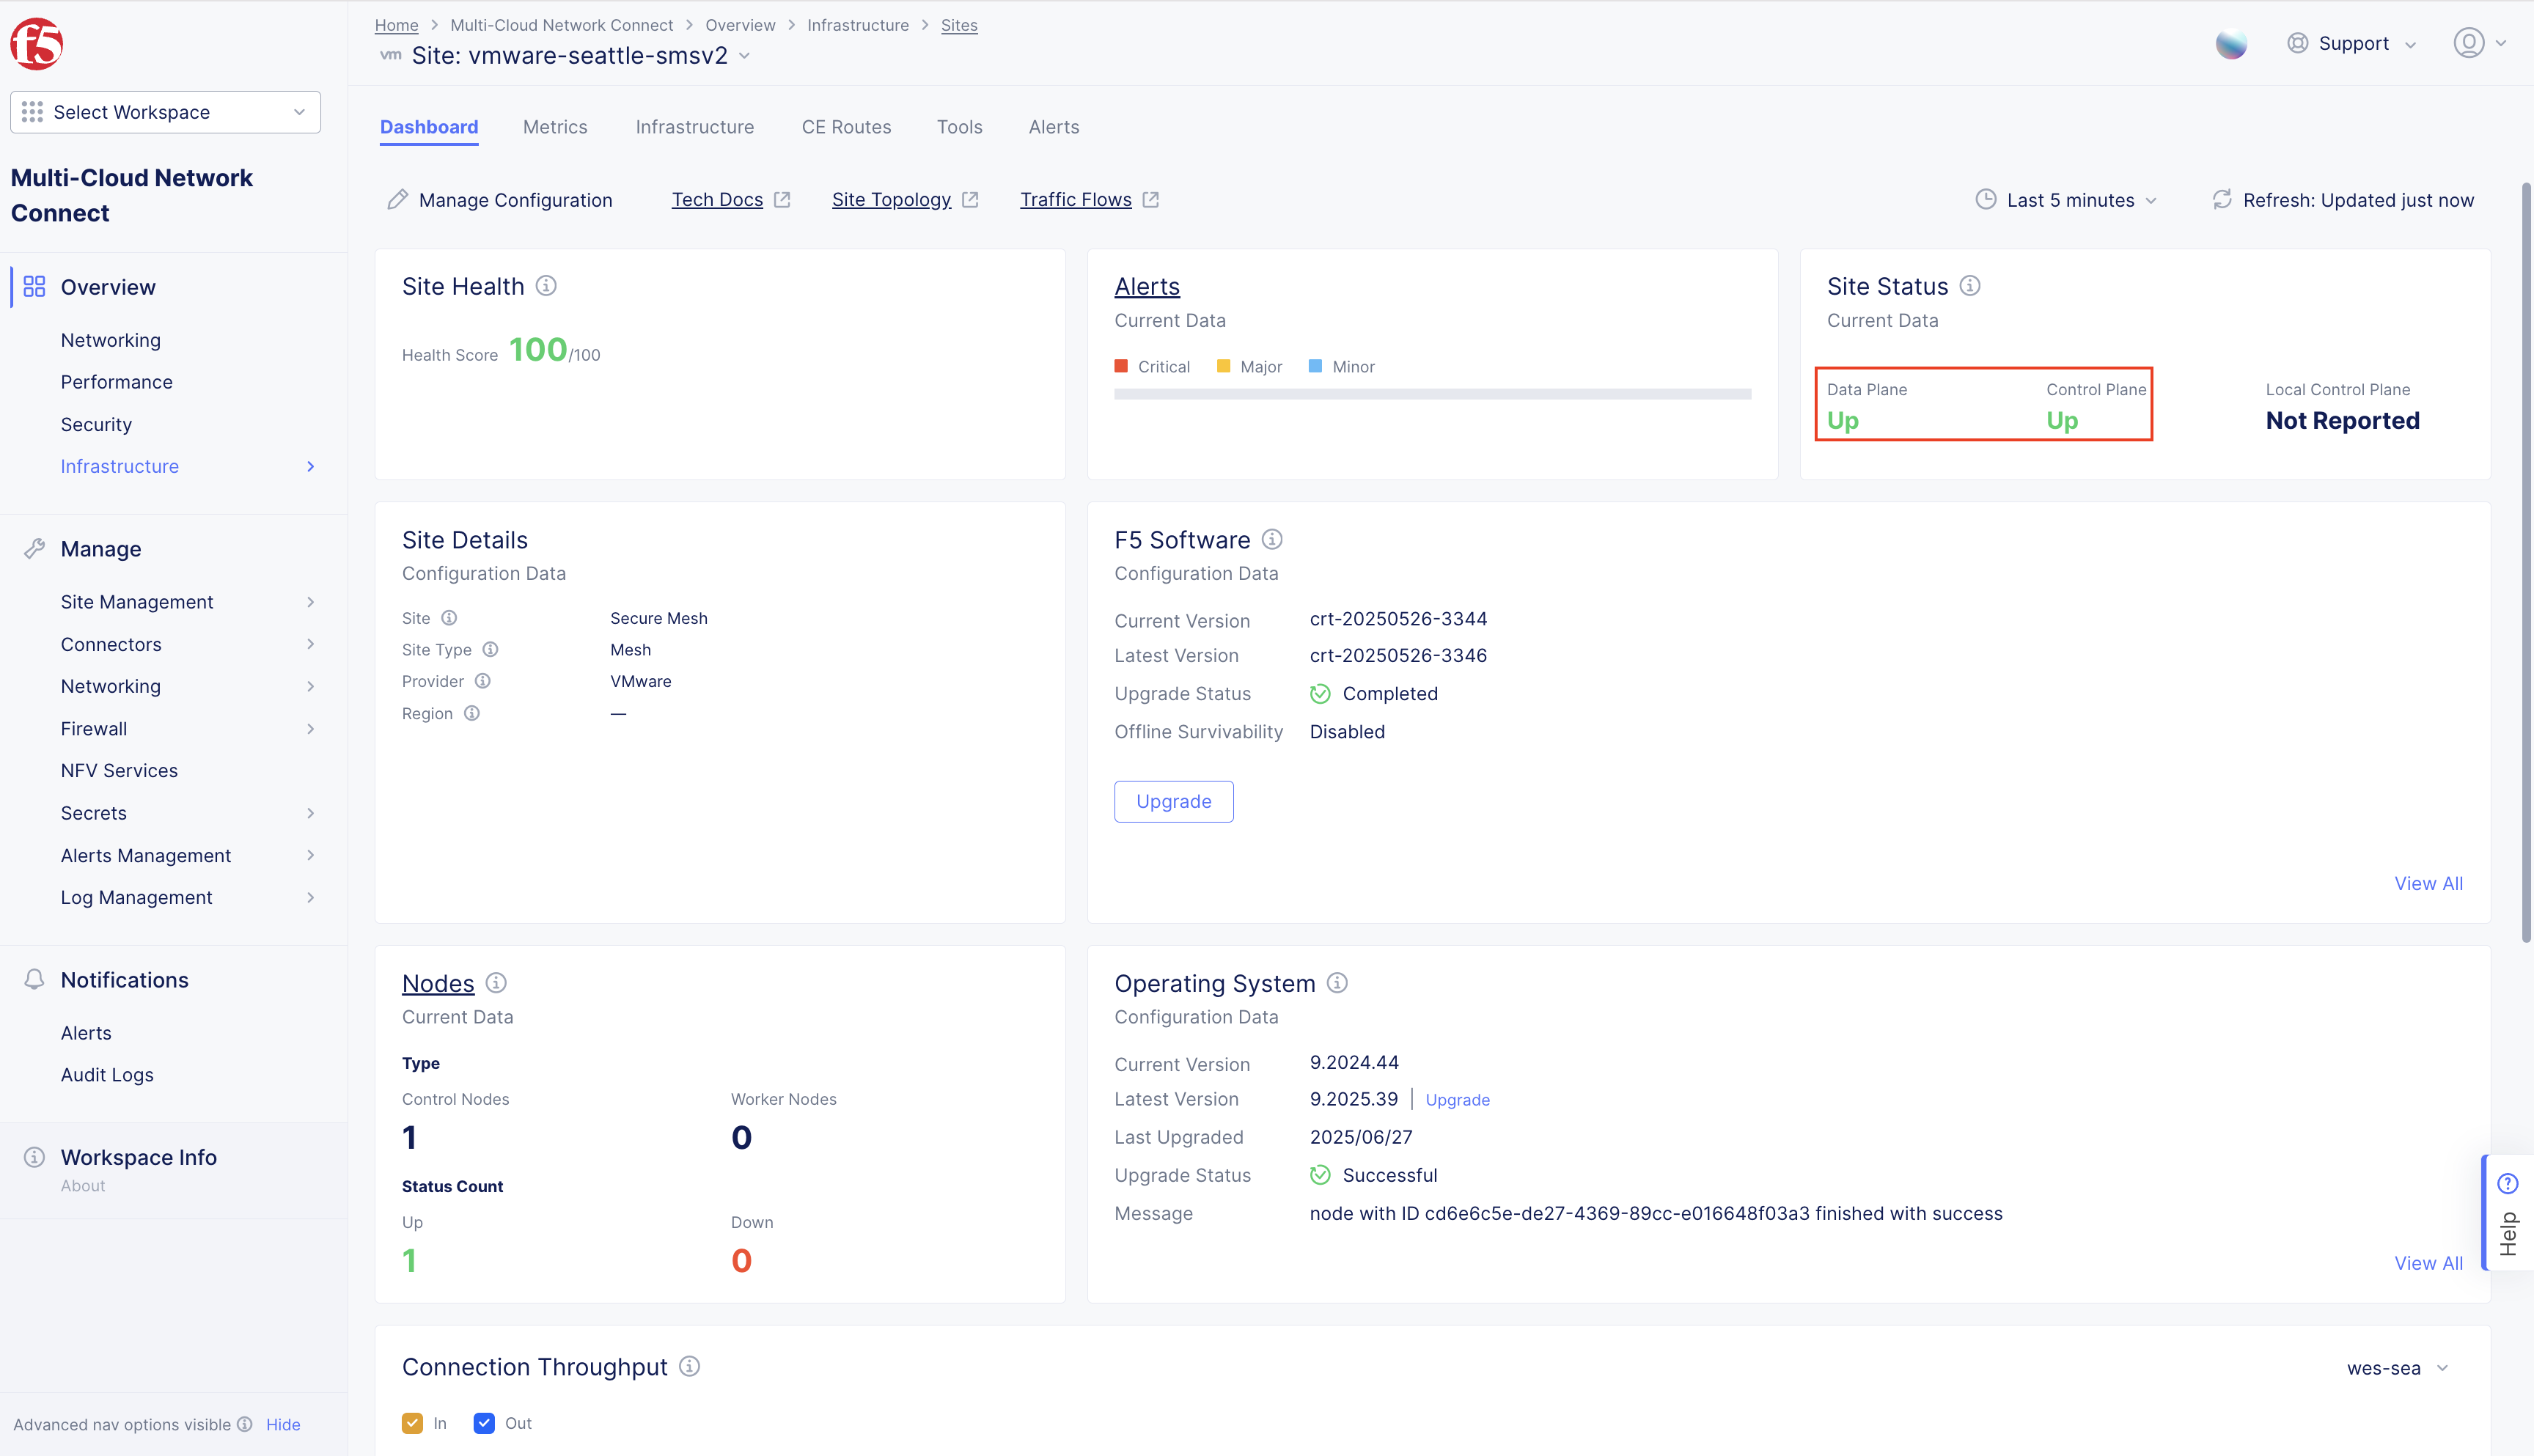 f5
Select Workspace
Multi-Cloud Network
Connect
Overview
Networking
Performance
Security
Infrastructure
Manage
Site Management
Connectors
Networking
Firewall
NFV Services
Secrets
Alerts Management
Log Management
Notifications
Alerts
Audit Logs
Workspace Info
About
Advanced nav options visible Hide
Home > Multi-Cloud Network Connect > Overview > Infrastructure > Sites
vm Site: vmware-seattle-smsv2
Support
Dashboard Metrics Infrastructure CE Routes Tools Alerts
Manage Configuration Tech Docs Site Topology Traffic Flows Last 5 minutes Refresh: Updated just now
Site Health
Health Score 100/100
Alerts
Current Data
Critical Major Minor
Site Status
Current Data
Data Plane Control Plane Local Control Plane
Up Up Not Reported
Site Details
Configuration Data
Site Secure Mesh
Site Type Mesh
Provider VMware
Region —
F5 Software
Configuration Data
Current Version crt-20250526-3344
Latest Version crt-20250526-3346
Upgrade Status Completed
Offline Survivability Disabled
Upgrade
View All
Nodes
Current Data
Type
Control Nodes Worker Nodes
1 0
Status Count
Up Down
1 0
Operating System
Configuration Data
Current Version 9.2024.44
Latest Version 9.2025.39 | Upgrade
Last Upgraded 2025/06/27
Upgrade Status Successful
Message node with ID cd6e6c5e-de27-4369-89cc-e016648f03a3 finished with success
View All
Help
Connection Throughput wes-sea
In Out